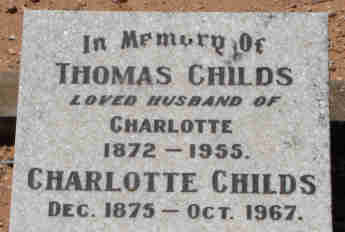 In Memory Of
THOMAS CHILDS
LOVED HUSBAND OF
CHARLOTTE
1872 - 1955.
CHARLOTTE CHILDS
DEC. 1875 - OCT. 1967.